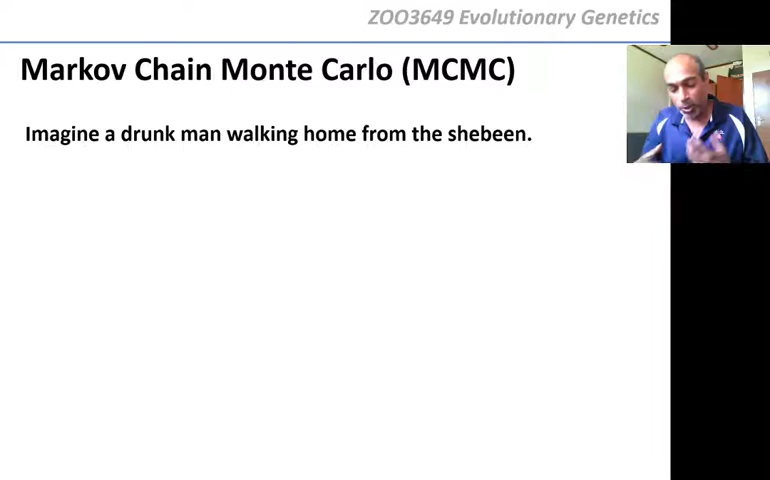 ZOO3649 Evolutionary Genetics
Markov Chain Monte Carlo (MCMC)
Imagine a drunk man walking home from the shebeen.